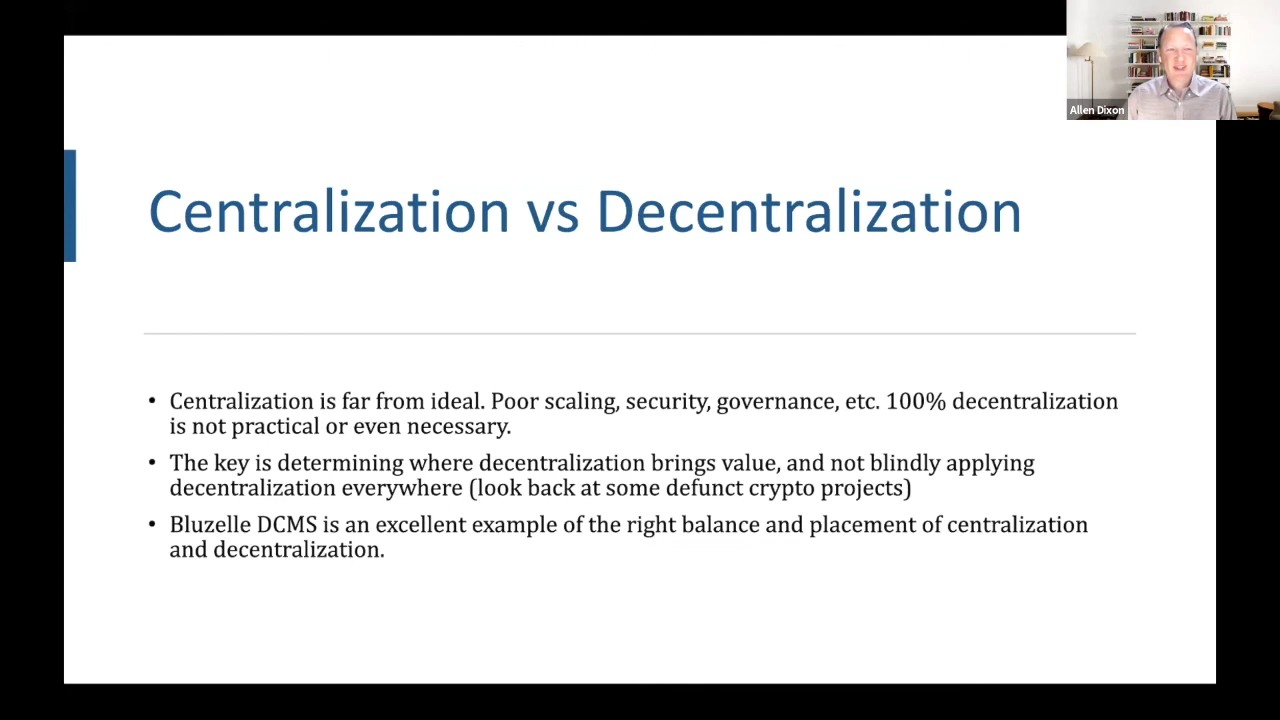 Allen Dixon
Centralization vs Decentralization
• Centralization is far from ideal. Poor scaling, security, governance, etc. 100% decentralization
is not practical or even necessary.
• The key is determining where decentralization brings value, and not blindly applying
decentralization everywhere (look back at some defunct crypto projects)
• Bluzelle DCMS is an excellent example of the right balance and placement of centralization
and decentralization.